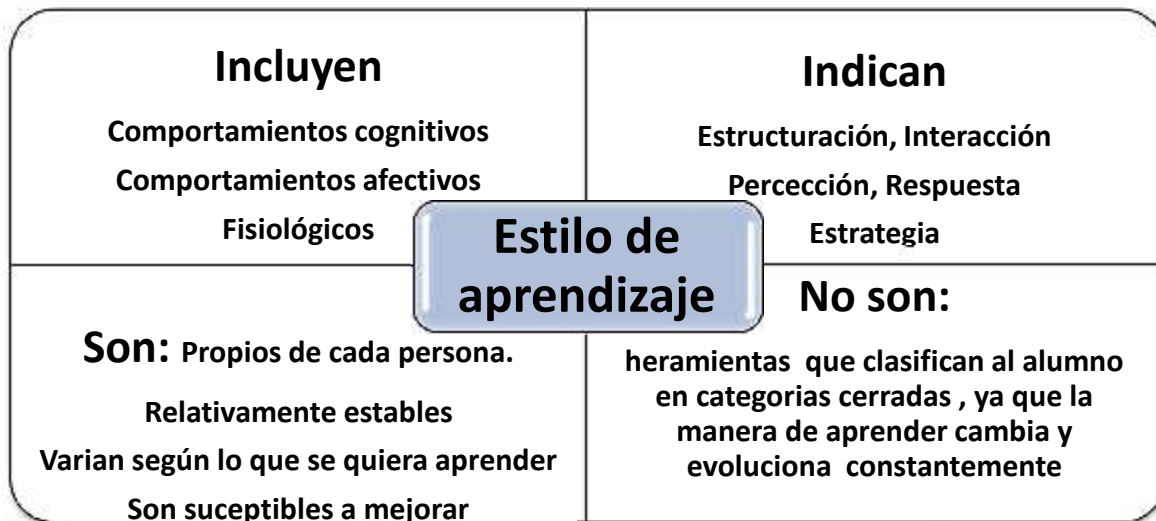 Incluyen
Comportamientos cognitivos
Comportamientos afectivos
Fisiológicos
Indican
Estructuración, Interacción
Percección, Respuesta
Estrategia
Estilo de
aprendizaje
Son: Propios de cada persona.
Relativamente estables
Varian según lo que se quiera aprender
Son suceptibles a mejorar
No son:
heramientas que clasifican al alumno
en categorias cerradas , ya que la
manera de aprender cambia y
evoluciona constantemente